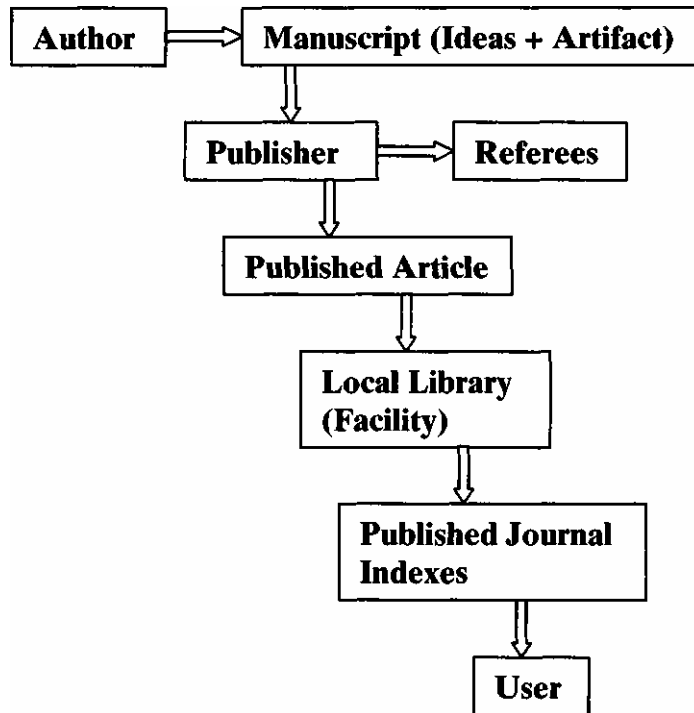 Author
Manuscript (Ideas + Artifact)
Publisher
Referees
Published Article
Local Library
(Facility)
Published Journal
Indexes
User